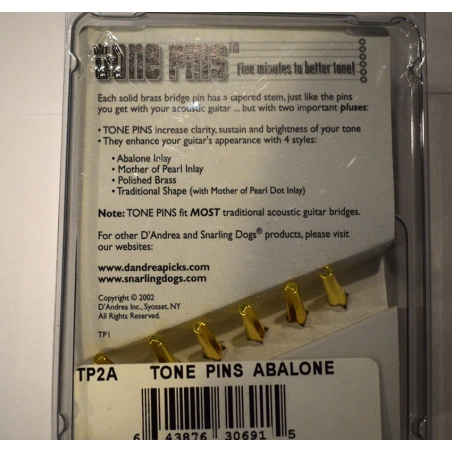 tone PINS™
Five minutes to better tone!
Each solid brass bridge pin has a tapered stem, just like the pins
you get with your acoustic guitar ... but with two important pluses:
• TONE PINS increase clarity, sustain and brightness of your tone
• They enhance your guitar's appearance with 4 styles:
• Abalone Inlay
• Mother of Pearl Inlay
• Polished Brass
• Traditional Shape (with Mother of Pearl Dot Inlay)
Note: TONE PINS fit MOST traditional acoustic guitar bridges.
For other D'Andrea and Snarling Dogs® products, please visit
our websites:
www.dandreapicks.com
www.snarlingdogs.com
Copyright © 2002
D'Andrea Inc., Syosset, NY
All Rights Reserved.
TP1
TP2A TONE PINS ABALONE
6 43876 30691 5